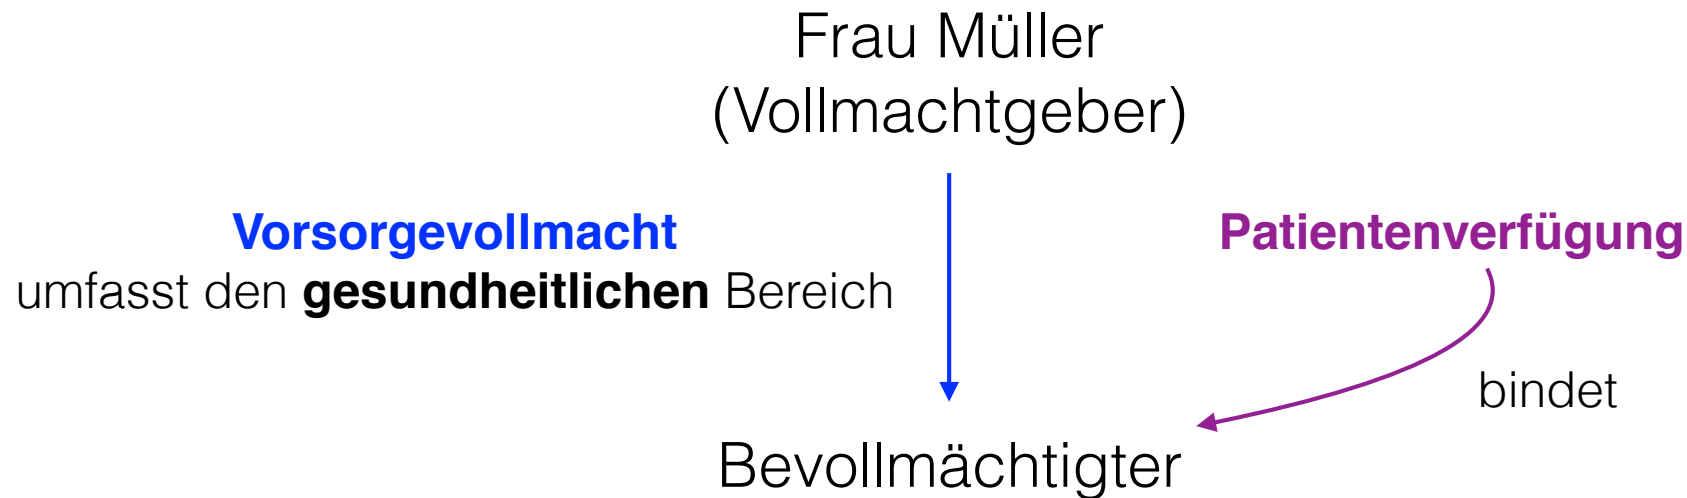 Frau Müller
(Vollmachtgeber)
Vorsorgevollmacht
umfasst den gesundheitlichen Bereich
Patientenverfügung
bindet
Bevollmächtigter